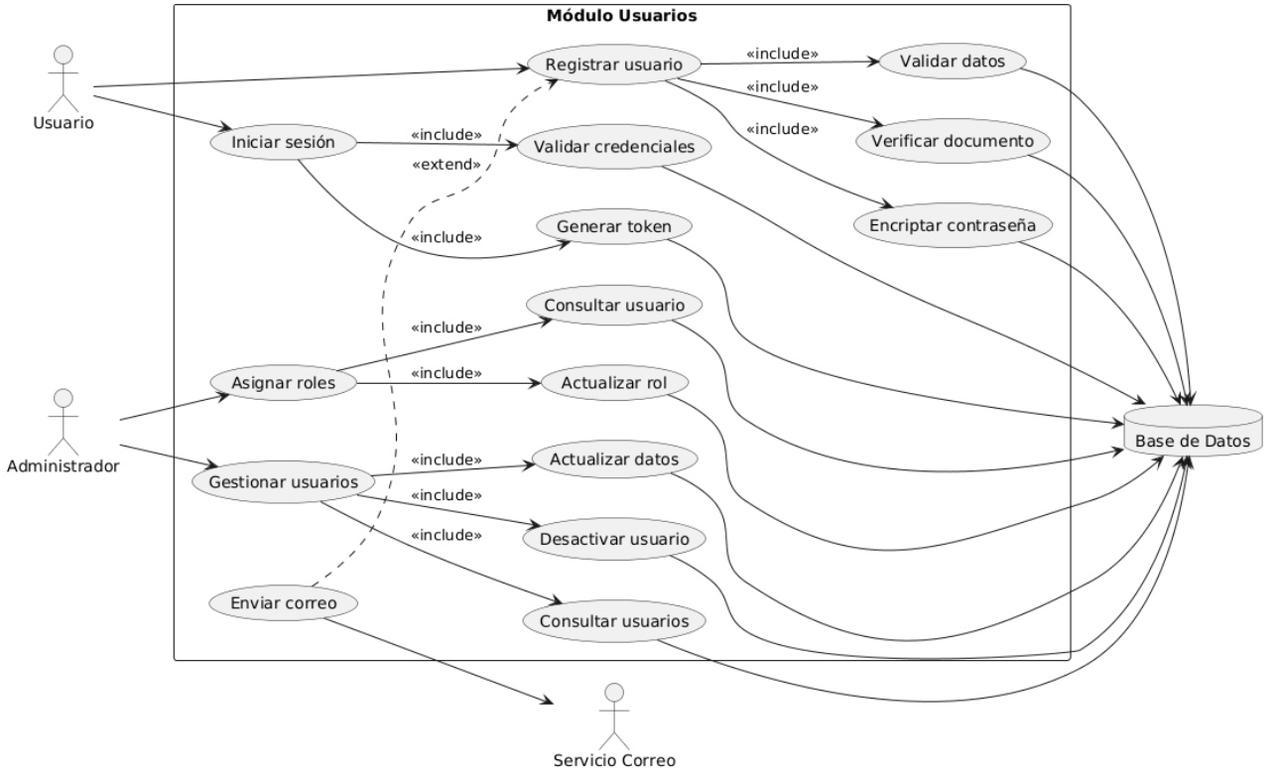 Módulo Usuarios
Usuario
Registrar usuario
«include»
Validar datos
«include»
Verificar documento
«include»
Encriptar contraseña
Iniciar sesión
«include»
Validar credenciales
«extend»
«include»
Generar token
Consultar usuario
«include»
Administrador
Asignar roles
«include»
Actualizar rol
Base de Datos
Gestionar usuarios
«include»
Actualizar datos
«include»
Desactivar usuario
«include»
Consultar usuarios
Enviar correo
Servicio Correo